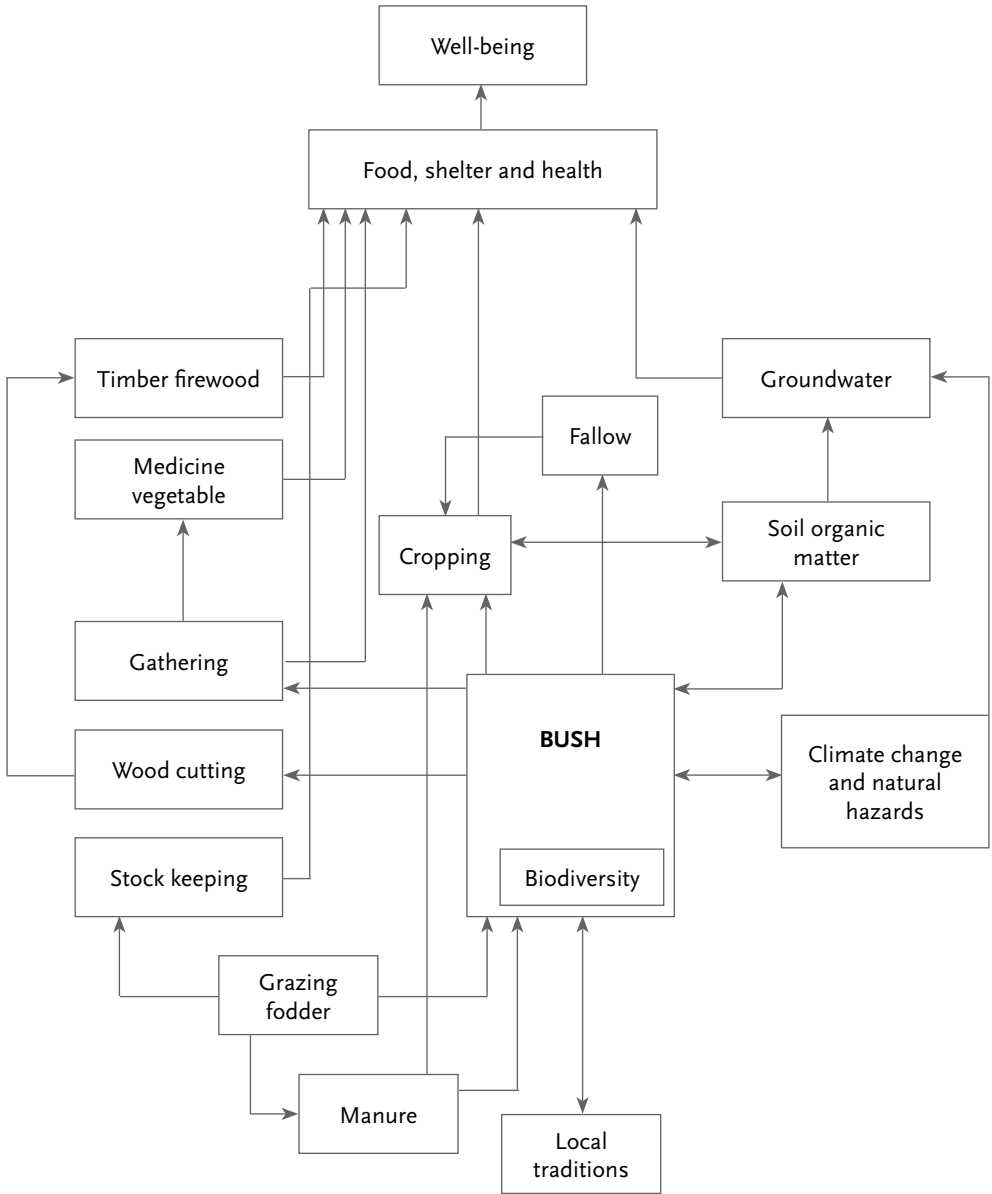 Well-being
Food, shelter and health
Timber firewood
Groundwater
Fallow
Medicine
vegetable
Soil organic
matter
Cropping
Gathering
BUSH
Wood cutting
Climate change
and natural
hazards
Stock keeping
Biodiversity
Grazing
fodder
Manure
Local
traditions